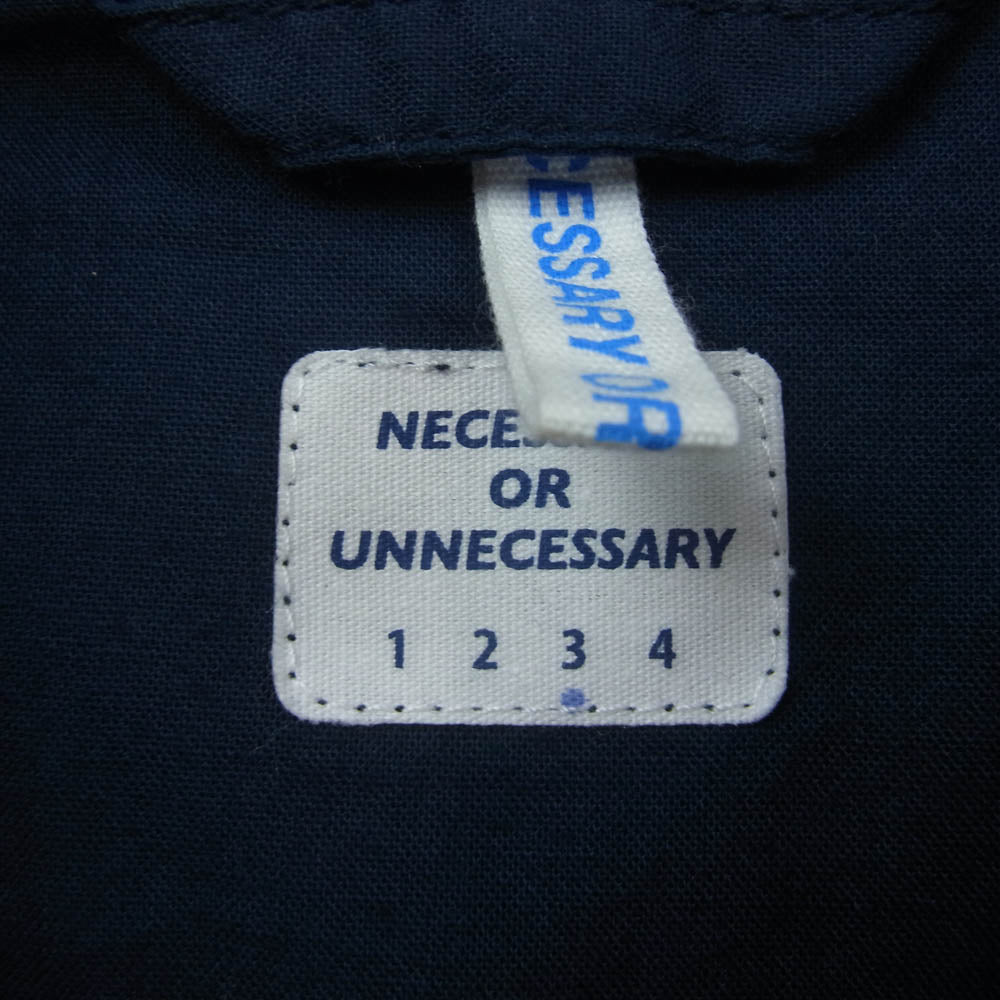 CESSARY OR
NECES
OR
UNNECESSARY
1 2 3 4